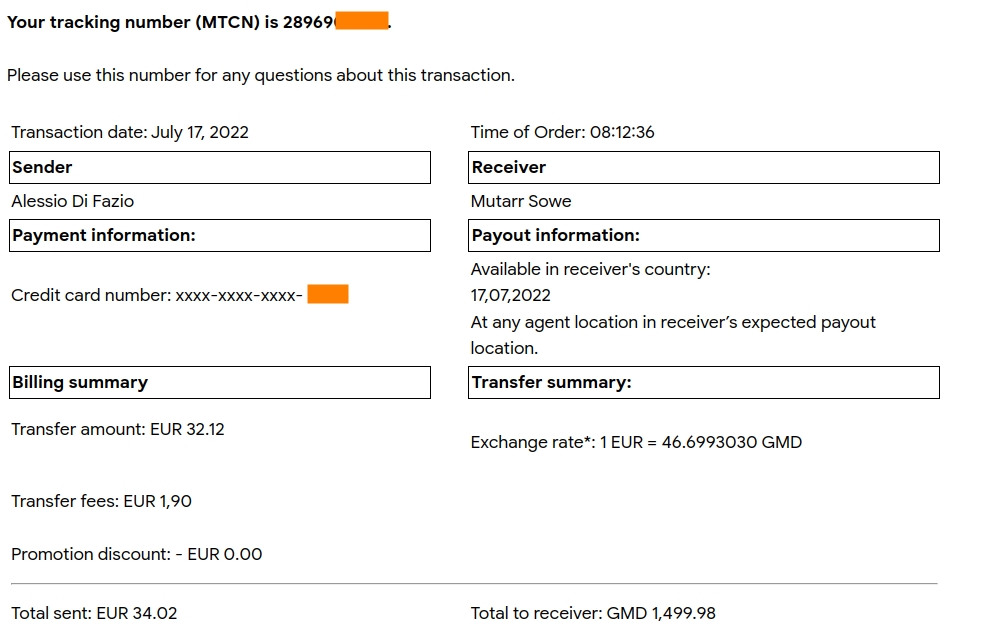 Your tracking number (MTCN) is 28969
Please use this number for any questions about this transaction.
Transaction date: July 17, 2022
Time of Order: 08:12:36
Sender
Receiver
Alessio Di Fazio
Mutarr Sowe
Payment information:
Payout information:
Credit card number: xxxx-xxxx-xxxx-
Available in receiver's country:
17,07,2022
At any agent location in receiver’s expected payout
location.
Billing summary
Transfer summary:
Transfer amount: EUR 32.12
Exchange rate*: 1 EUR = 46.6993030 GMD
Transfer fees: EUR 1,90
Promotion discount: - EUR 0.00
Total sent: EUR 34.02
Total to receiver: GMD 1,499.98